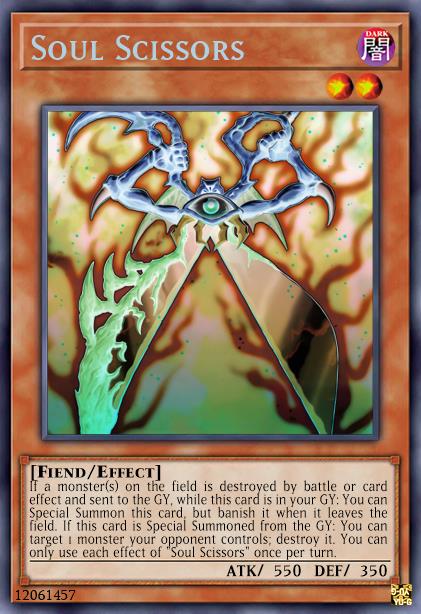 Soul Scissors
DARK
闇
[Fiend/Effect]
If a monster(s) on the field is destroyed by battle or card
effect and sent to the GY, while this card is in your GY: You can
Special Summon this card, but banish it when it leaves the
field. If this card is Special Summoned from the GY: You can
target 1 monster your opponent controls; destroy it. You can
only use each effect of "Soul Scissors" once per turn.
ATK/ 550 DEF/ 350
12061457